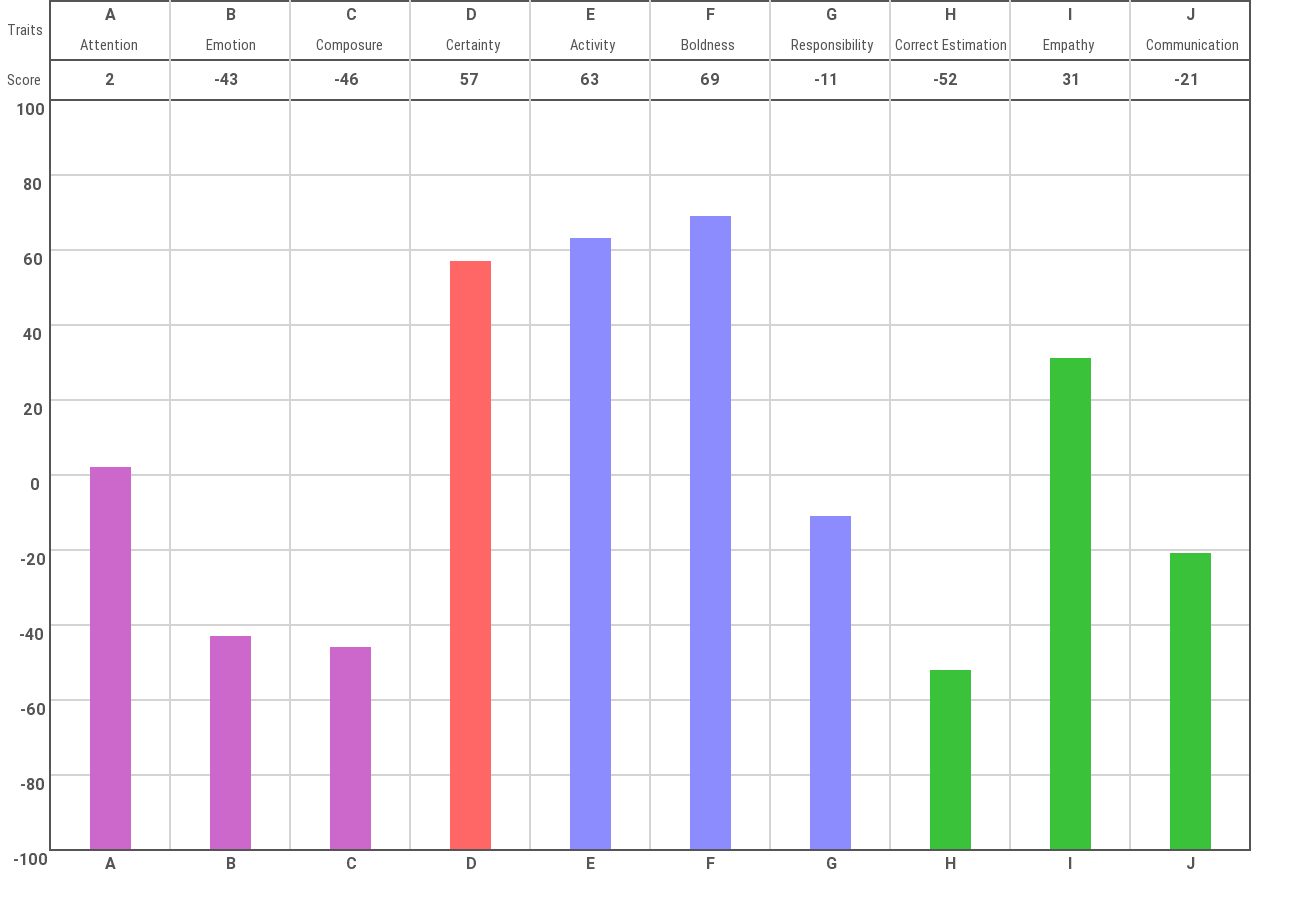 A B C D E F G H I J
Traits
Attention Emotion Composure Certainty Activity Boldness Responsibility Correct Estimation Empathy Communication
Score 2 -43 -46 57 63 69 -11 -52 31 -21
100
80
60
40
20
0
-20
-40
-60
-80
-100
A B C D E F G H I J